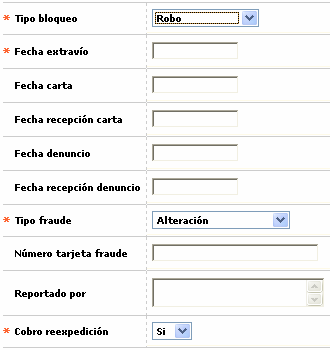 * Tipo bloqueo Robo
* Fecha extravío
Fecha carta
Fecha recepción carta
Fecha denuncio
Fecha recepción denuncio
* Tipo fraude Alteración
Número tarjeta fraude
Reportado por
* Cobro reexpedición Si